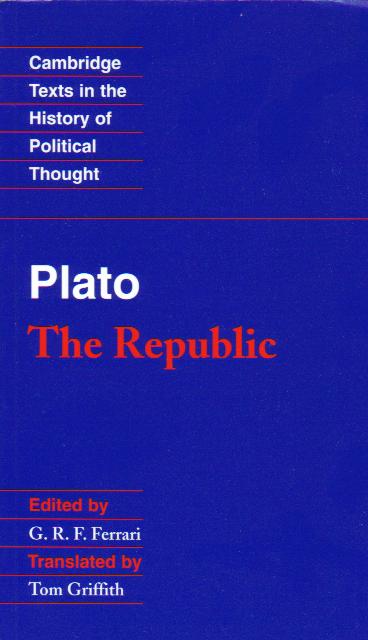 Cambridge
Texts in the
History of
Political
Thought
Plato
The Republic
Edited by
G. R. F. Ferrari
Translated by
Tom Griffith